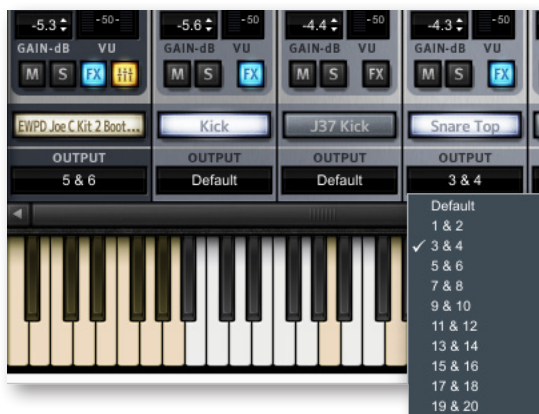 -5.3 -50-
-5.6 -50
-4.4 -50
-4.3 -50
GAIN-dB VU
GAIN-dB VU
GAIN-dB VU
GAIN-dB VU
M S FX
M S FX
M S FX
M S FX
EWPD Joe C Kit 2 Boot...
Kick
J37 Kick
Snare Top
OUTPUT
OUTPUT
OUTPUT
OUTPUT
5 & 6
Default
Default
3 & 4
Default
1 & 2
✓ 3 & 4
5 & 6
7 & 8
9 & 10
11 & 12
13 & 14
15 & 16
17 & 18
19 & 20